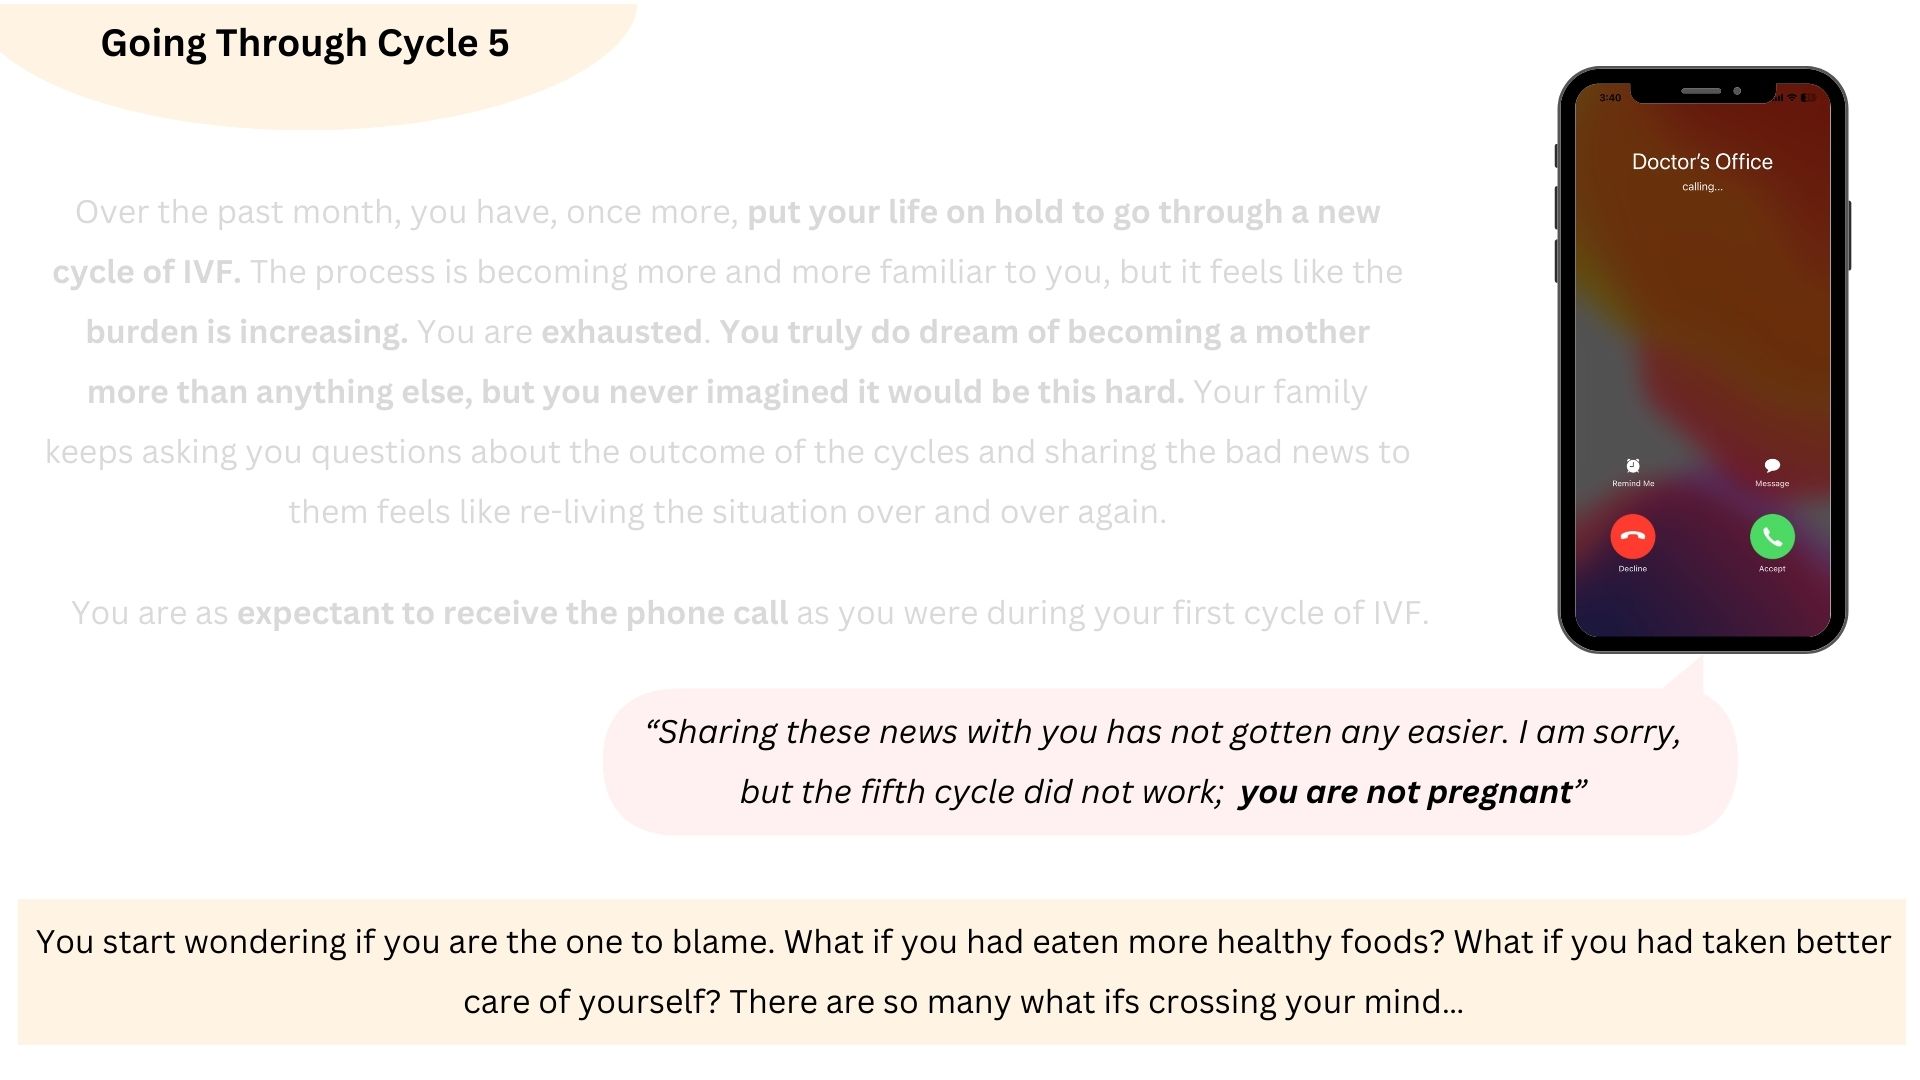 Going Through Cycle 5
Over the past month, you have, once more, put your life on hold to go through a new
cycle of IVF. The process is becoming more and more familiar to you, but it feels like the
burden is increasing. You are exhausted. You truly do dream of becoming a mother
more than anything else, but you never imagined it would be this hard. Your family
keeps asking you questions about the outcome of the cycles and sharing the bad news to
them feels like re-living the situation over and over again.
You are as expectant to receive the phone call as you were during your first cycle of IVF.
3:40
Doctor’s Office
calling...
Remind Me
Message
Decline
Accept
“Sharing these news with you has not gotten any easier. I am sorry,
but the fifth cycle did not work; you are not pregnant”
You start wondering if you are the one to blame. What if you had eaten more healthy foods? What if you had taken better
care of yourself? There are so many what ifs crossing your mind...